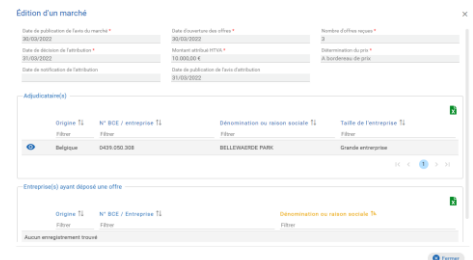 Édition d'un marché
Date de publication de l'avis du marché * Date d'ouverture des offres * Nombre d'offres reçues *
30/03/2022 30/03/2022 3
Date de décision de l'attribution * Montant attribué HTVA * Détermination du prix *
31/03/2022 10.000,00 € A bordereau de prix
Date de notification de l'attribution Date de publication de l'avis d'attribution
31/03/2022
Adjudicataire(s)
Origine N° BCE / entreprise Dénomination ou raison sociale Taille de l'entreprise
Filtrer Filtrer Filtrer Filtrer
Belgique 0439.050.308 BELLEWAERDE PARK Grande entrerprise
1
Entreprise(s) ayant déposé une offre
Origine N° BCE / Entreprise Dénomination ou raison sociale
Filtrer Filtrer Filtrer
Aucun enregistrement trouvé
Fermer